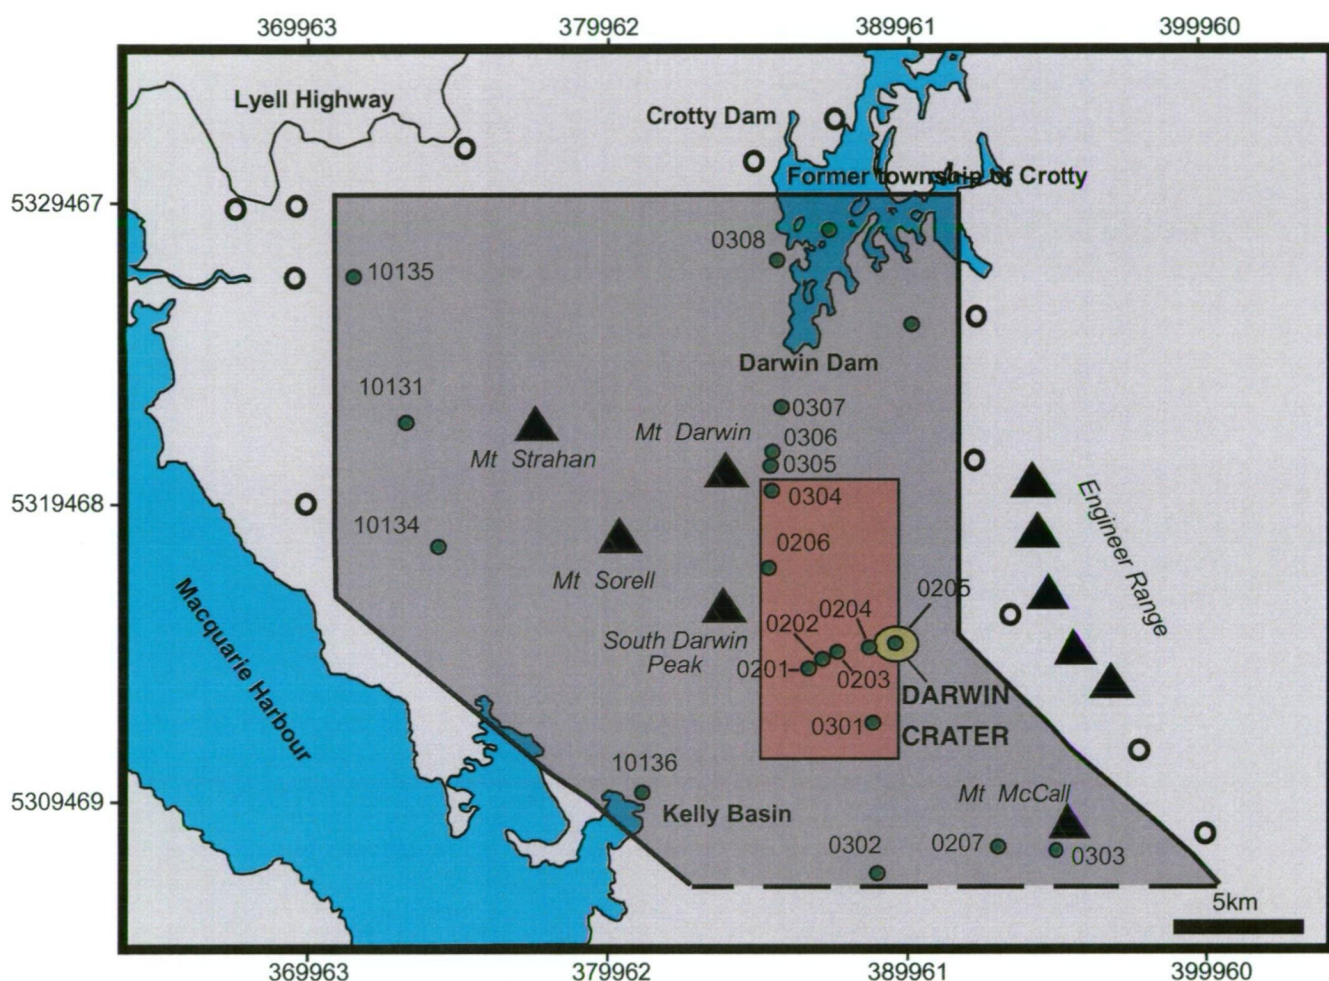 369963
379962
389961
399960
Lyell Highway
Crotty Dam
Former township of Crotty
5329467
0308
10135
Darwin Dam
10131
0307
Mt Darwin
0306
Mt Strahan
0305
0304
5319468
10134
Engineer Range
0206
Mt Sorell
0205
0204
0202
South Darwin
Peak
0201
0203
Macquarie Harbour
DARWIN
0301
CRATER
10136
Mt McCall
5309469
Kelly Basin
0302
0207
0303
5km
369963
379962
389961
399960